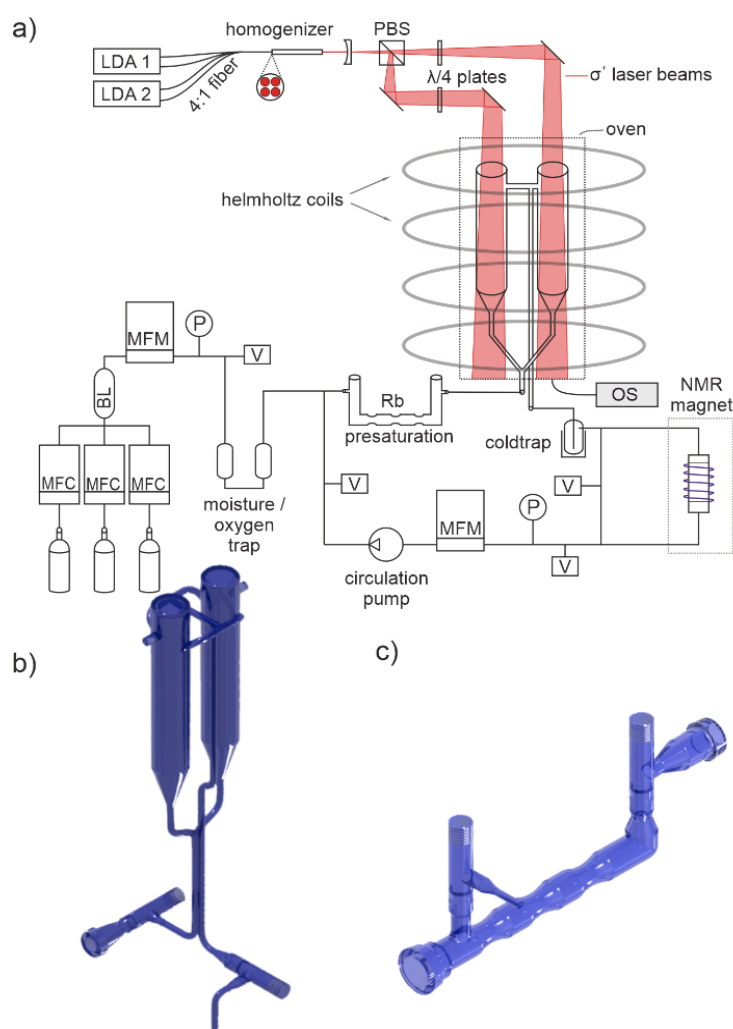 a)
homogenizer
PBS
LDA 1
LDA 2
4:1 fiber
λ/4 plates
σ+ laser beams
oven
helmholtz coils
MFM
P
V
BL
MFC
MFC
MFC
moisture /
oxygen
trap
Rb
presaturation
OS
NMR
magnet
coldtrap
V
V
P
MFM
V
circulation
pump
b)
c)